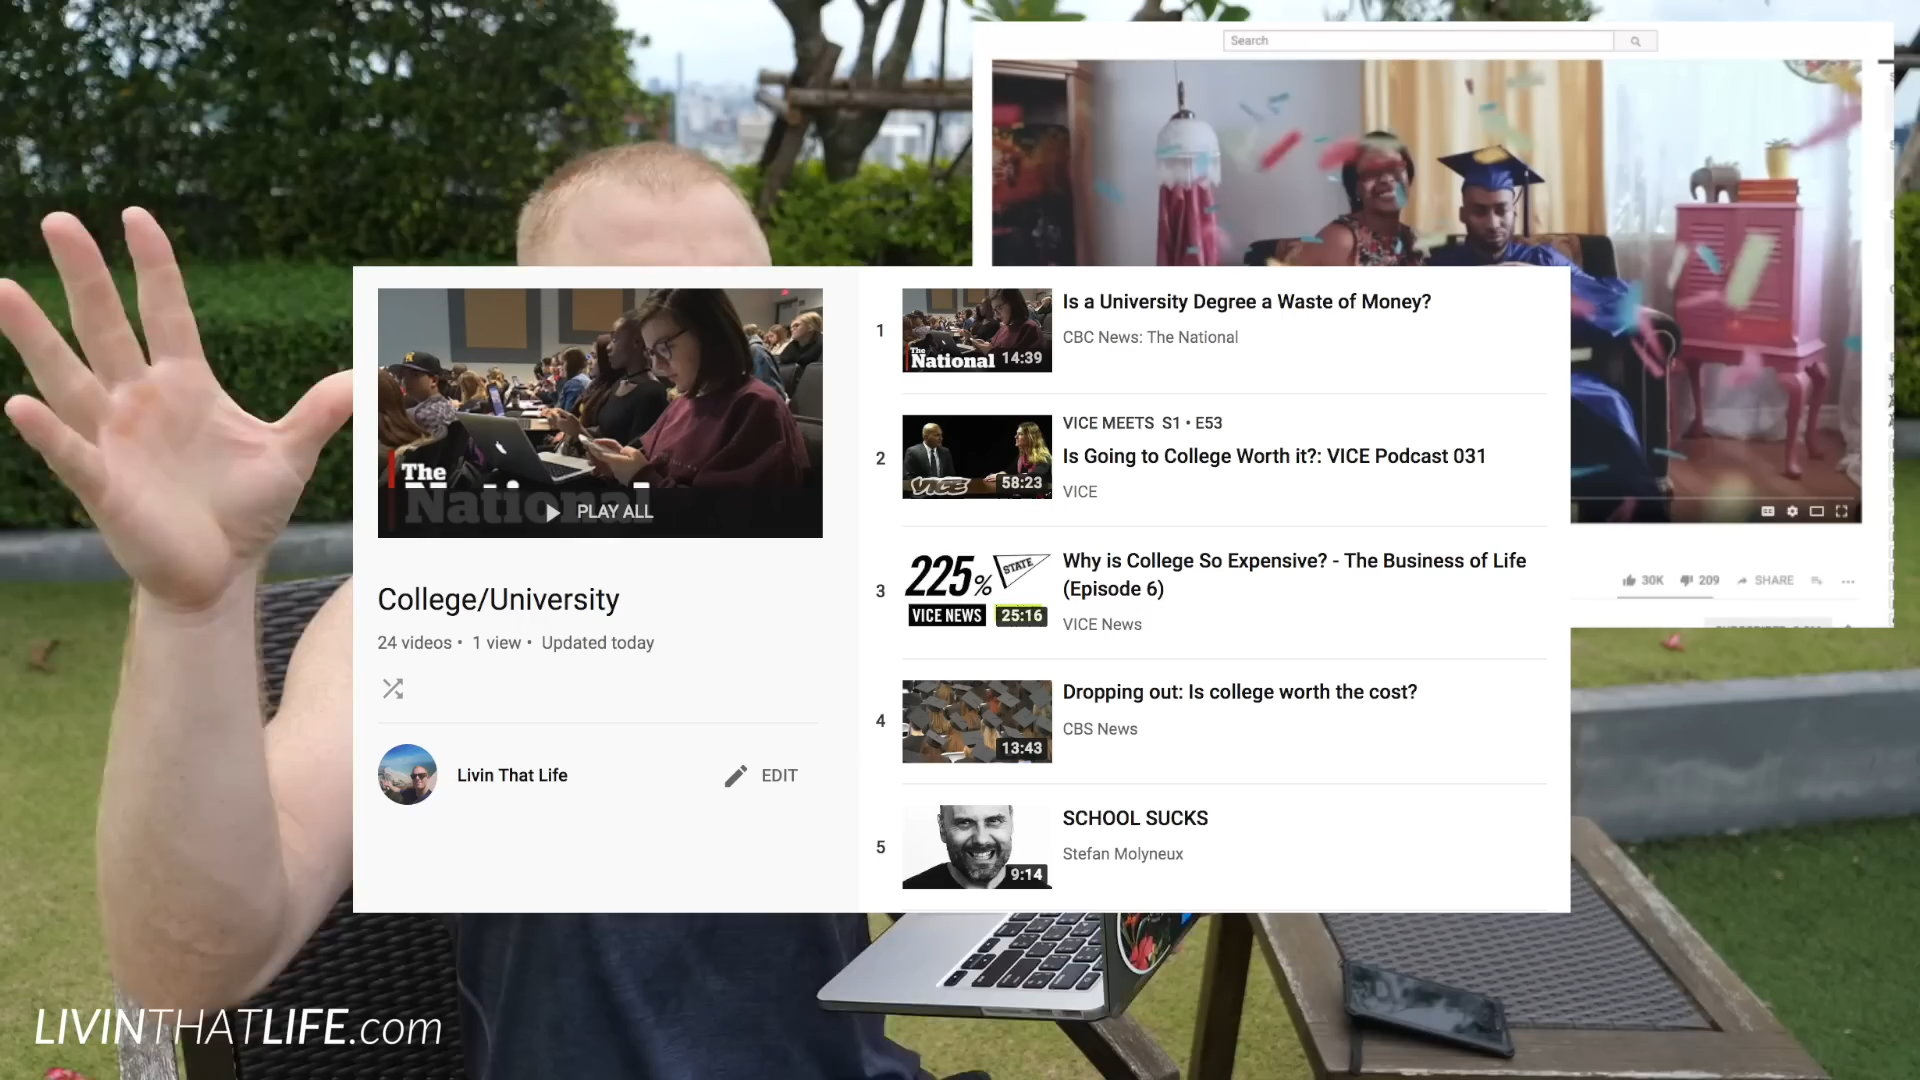 Search
The
National
PLAY ALL
College/University
24 videos • 1 view • Updated today
Livin That Life
EDIT
1
The
National 14:39
Is a University Degree a Waste of Money?
CBC News: The National
2
VICE
58:23
VICE MEETS S1 • E53
Is Going to College Worth it?: VICE Podcast 031
VICE
3
225%
STATE
VICE NEWS
25:16
Why is College So Expensive? - The Business of Life
(Episode 6)
VICE News
4
13:43
Dropping out: Is college worth the cost?
CBS News
5
9:14
SCHOOL SUCKS
Stefan Molyneux
30K 209 SHARE
LIVINTHATLIFE.com